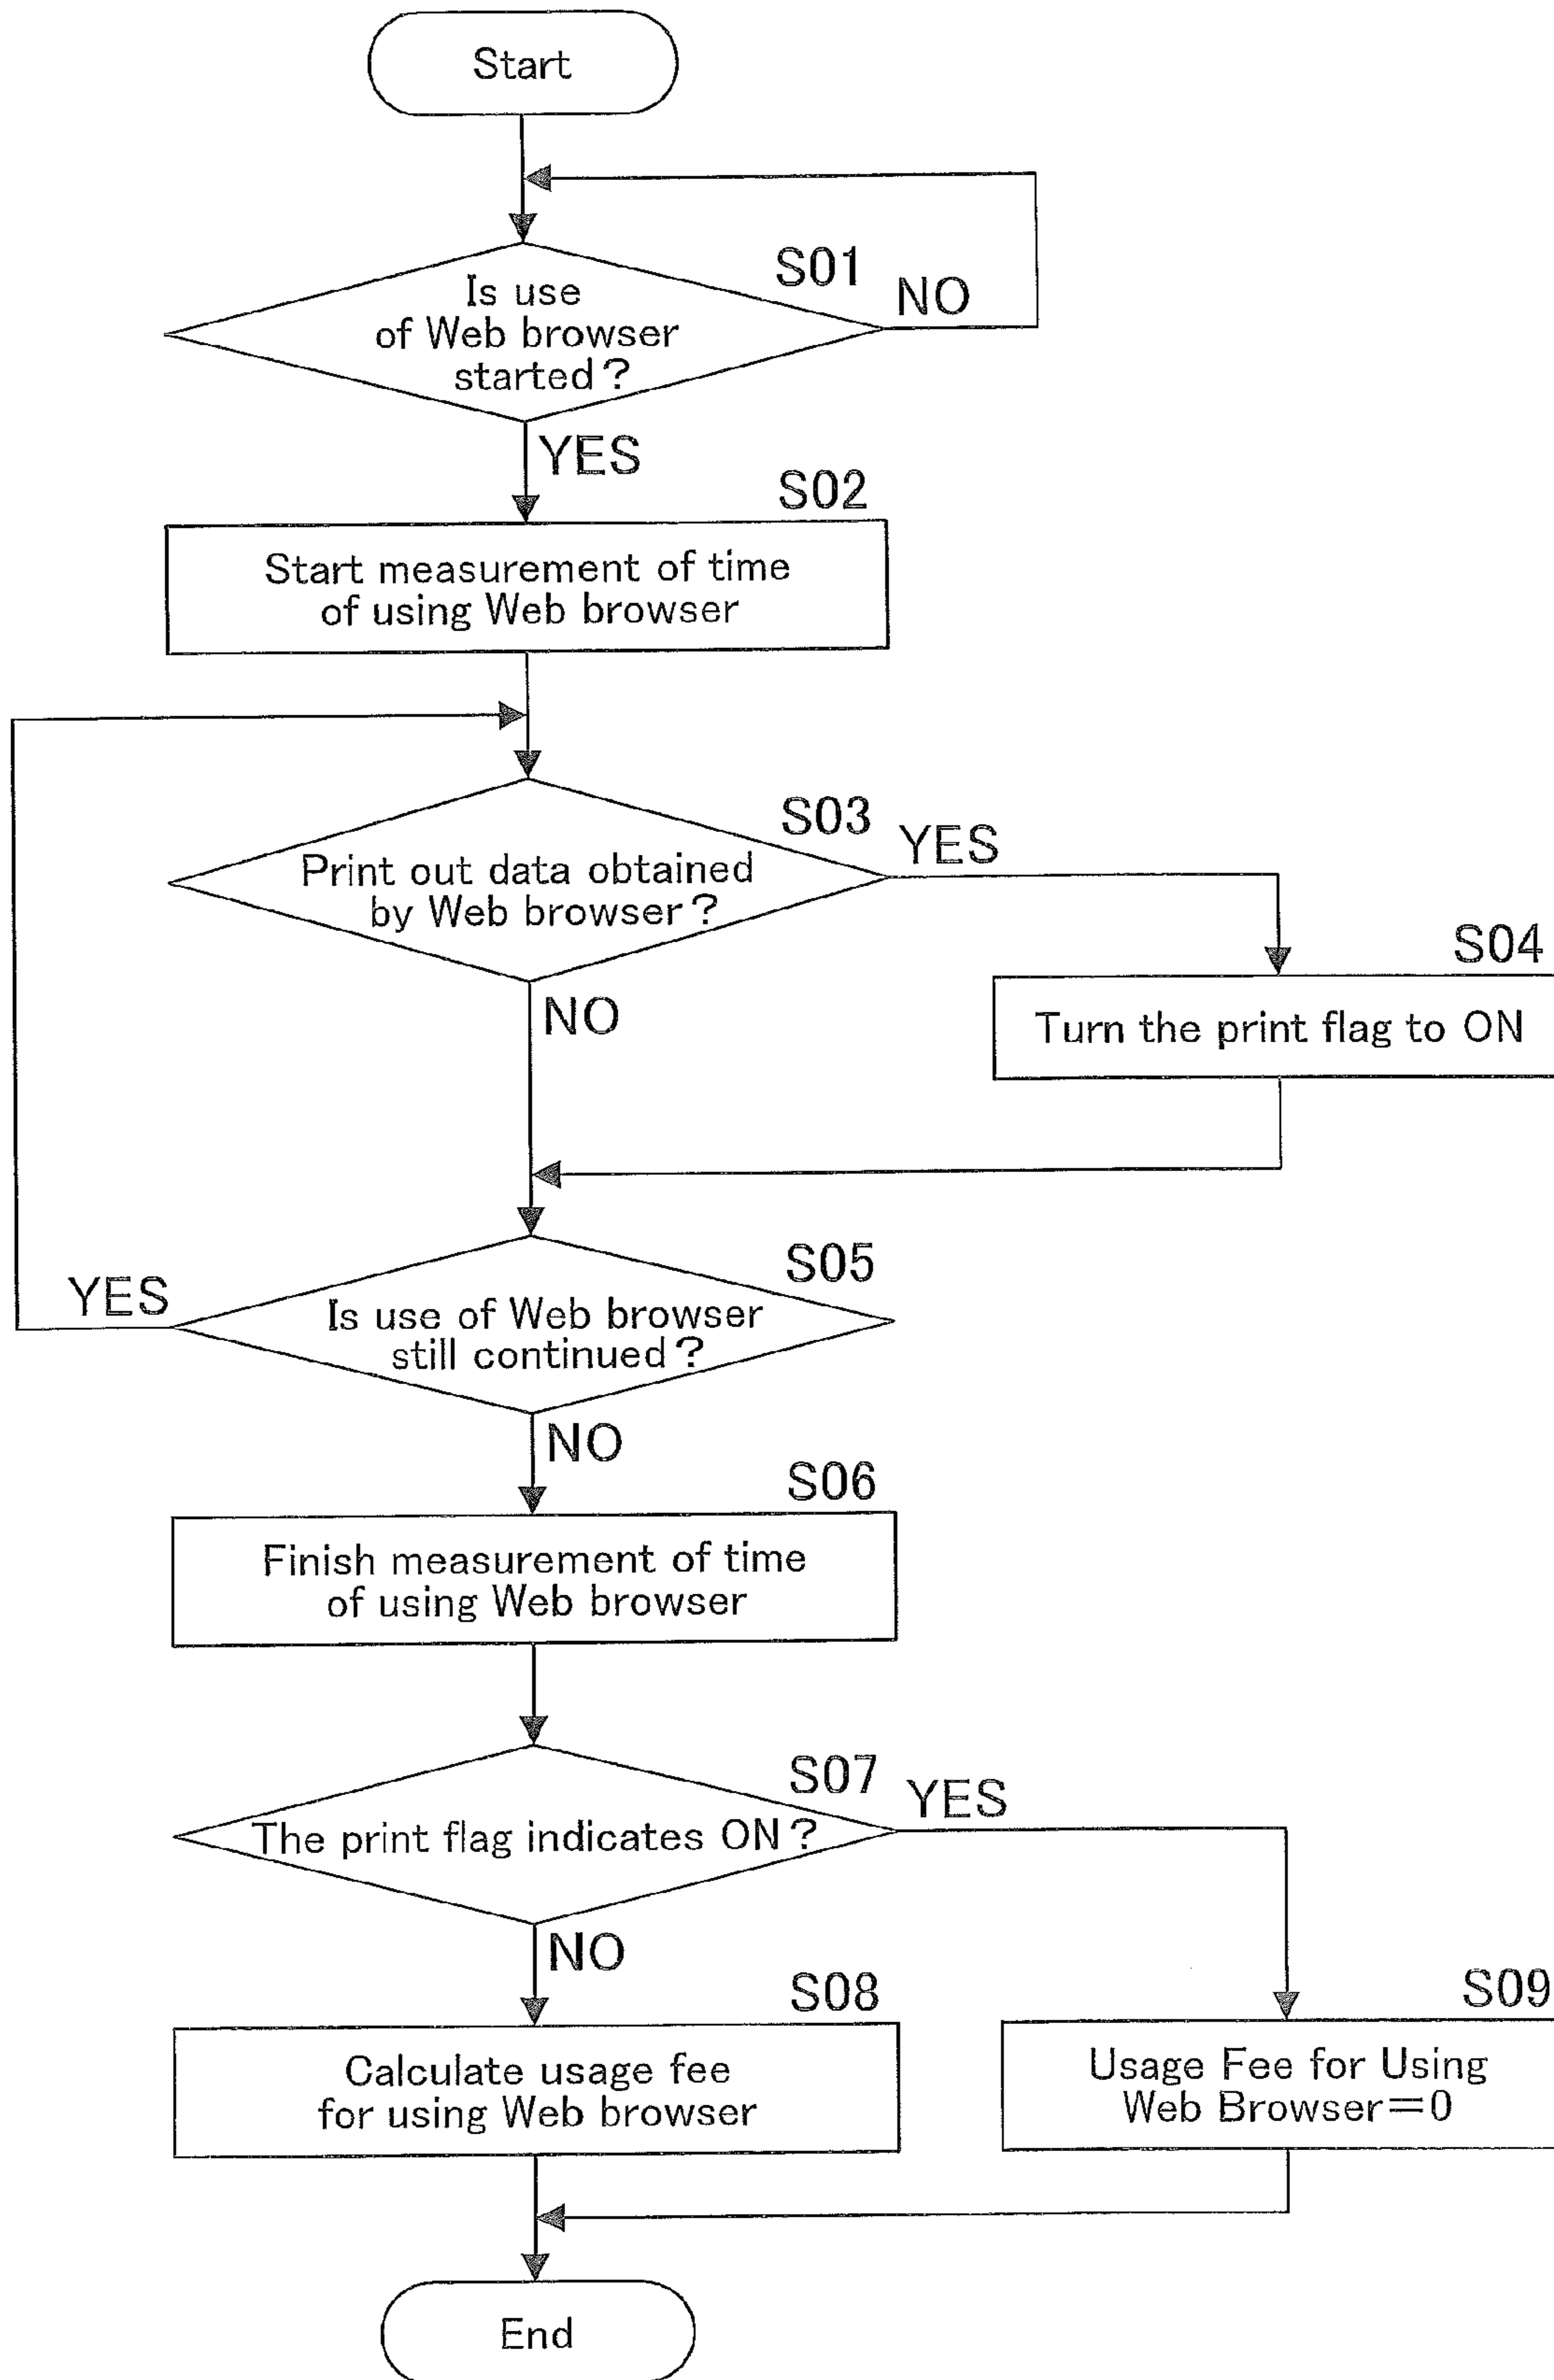 Start
S01
Is use
of Web browser
started?
NO
YES
S02
Start measurement of time
of using Web browser
S03
Print out data obtained
by Web browser?
YES
NO
S04
Turn the print flag to ON
S05
Is use of Web browser
still continued?
YES
NO
S06
Finish measurement of time
of using Web browser
S07
The print flag indicates ON?
YES
NO
S08
Calculate usage fee
for using Web browser
S09
Usage Fee for Using
Web Browser=0
End